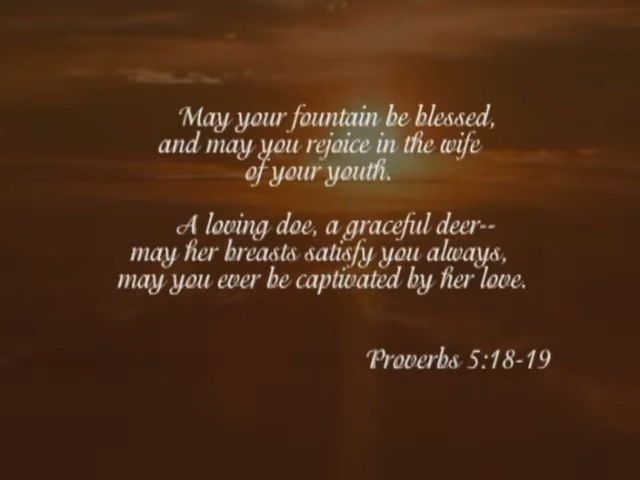 May your fountain be blessed,
and may you rejoice in the wife
of your youth.
A loving doe, a graceful deer--
may her breasts satisfy you always,
may you ever be captivated by her love.
Proverbs 5:18-19